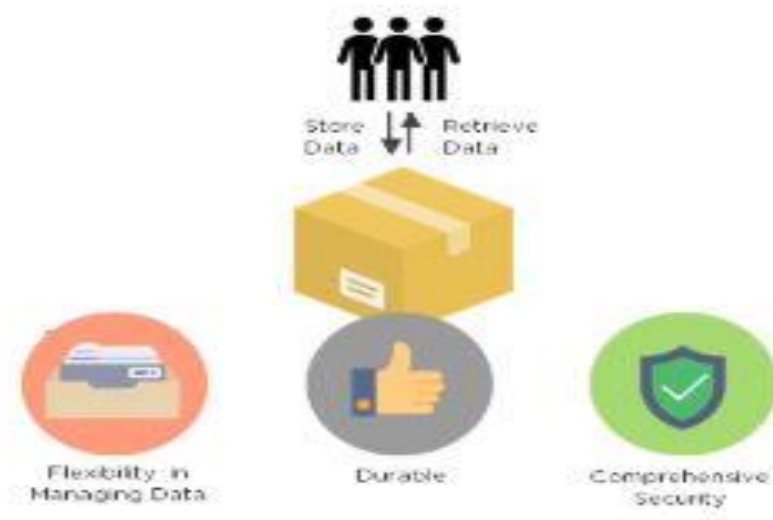 Store
Data
Retrieve
Data
Flexibility in
Managing Data
Durable
Comprehensive
Security